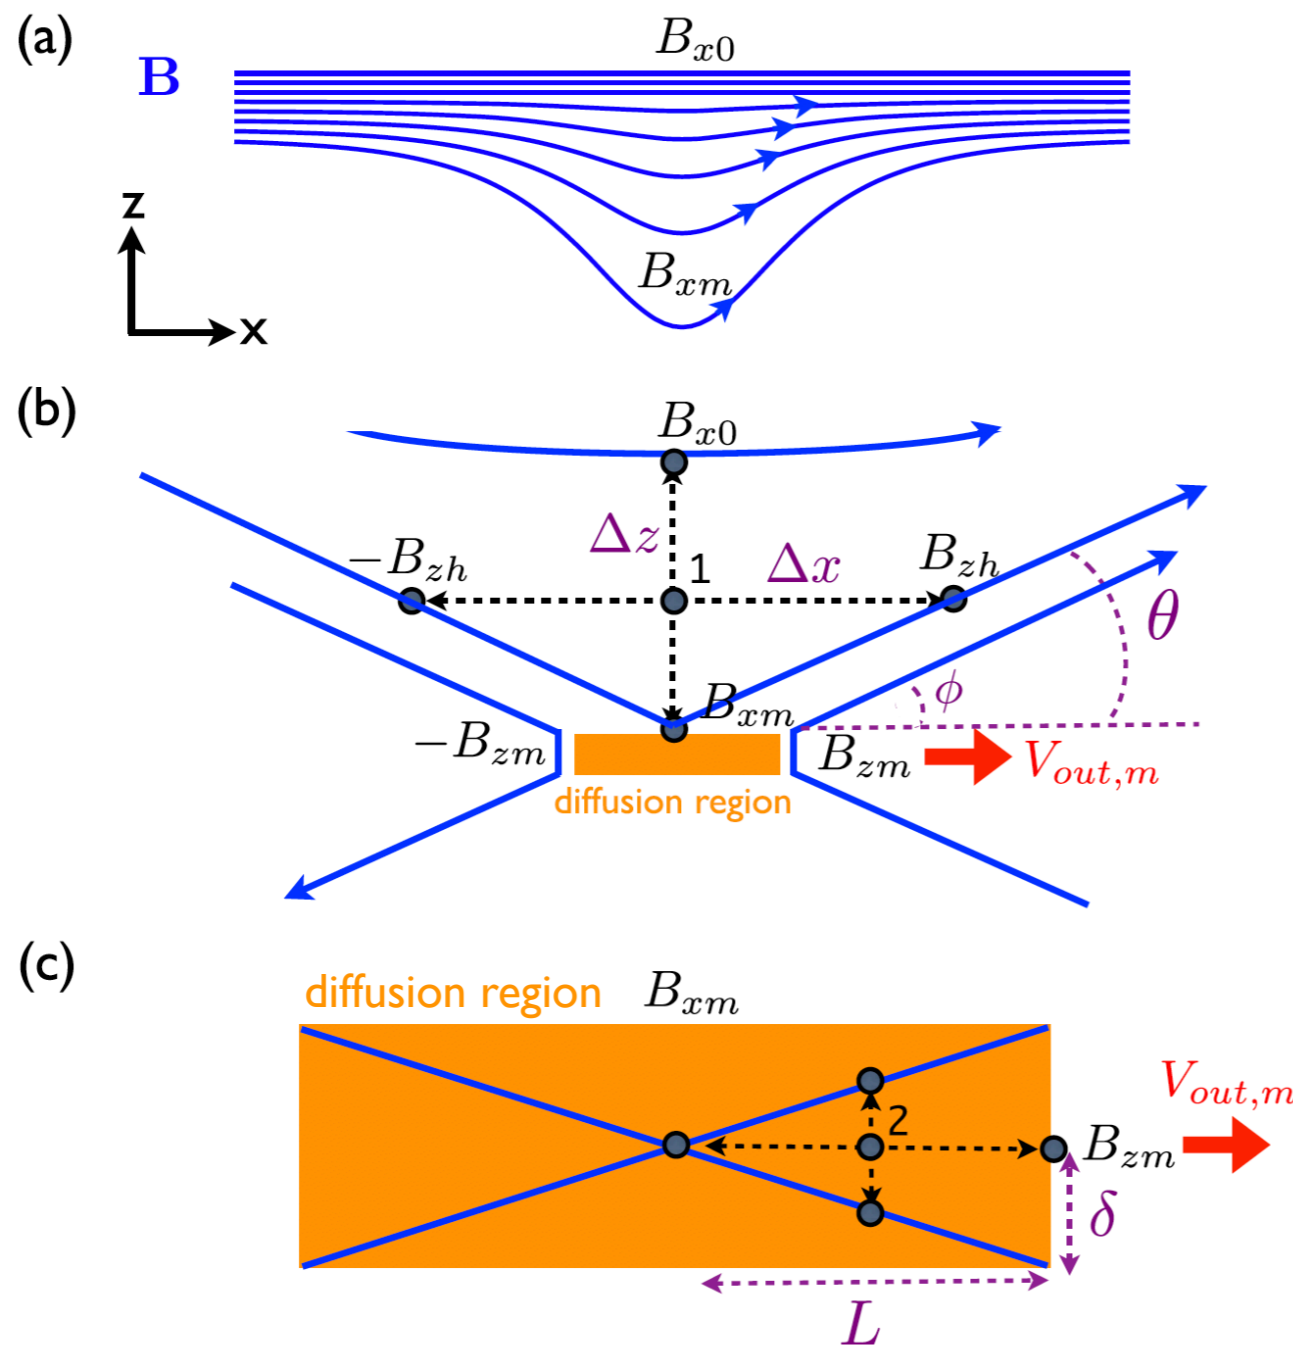 (a)
B
B_{x0}
z
B_{xm}
x
(b)
B_{x0}
Δz
−B_{zh}
1
Δx
B_{zh}
θ
ϕ
B_{xm}
−B_{zm}
B_{zm}
V_{out,m}
diffusion region
(c)
diffusion region
B_{xm}
2
V_{out,m}
B_{zm}
δ
L